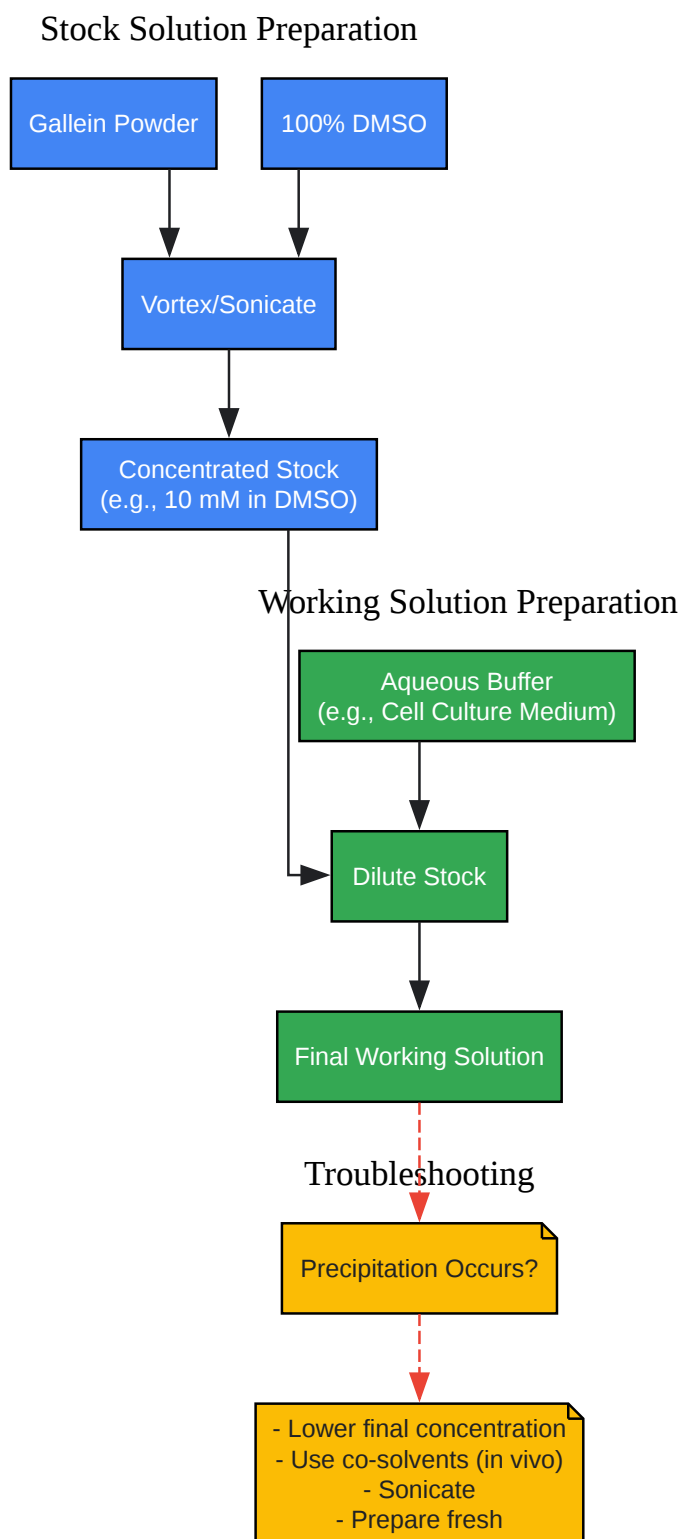 Stock Solution Preparation
Gallein Powder
100% DMSO
Vortex/Sonicate
Concentrated Stock
(e.g., 10 mM in DMSO)
Working Solution Preparation
Aqueous Buffer
(e.g., Cell Culture Medium)
Dilute Stock
Final Working Solution
Troubleshooting
Precipitation Occurs?
- Lower final concentration
- Use co-solvents (in vivo)
- Sonicate
- Prepare fresh